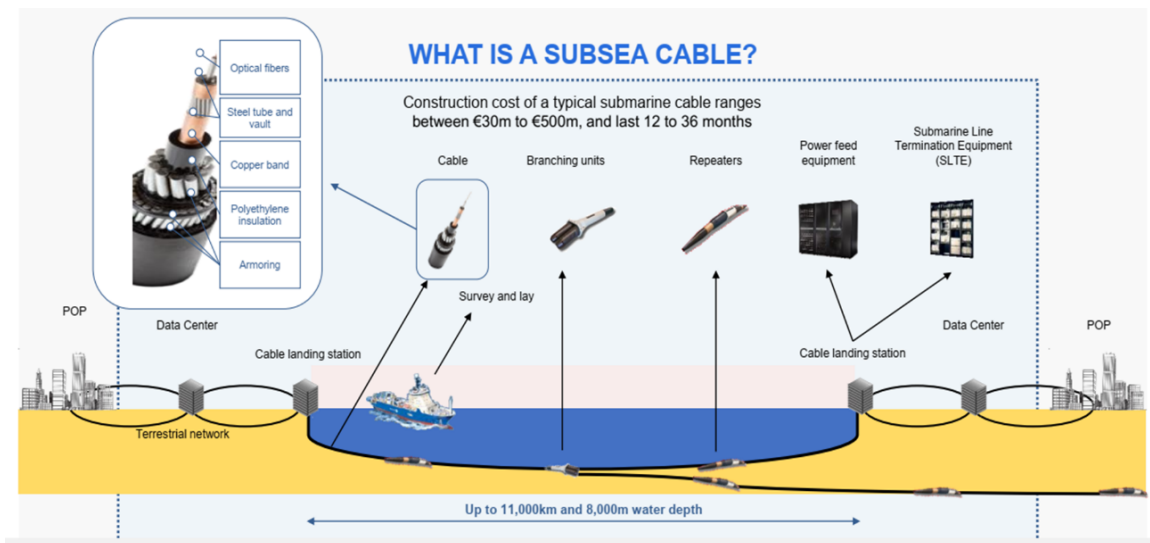 WHAT IS A SUBSEA CABLE?
Construction cost of a typical submarine cable ranges
between €30m to €500m, and last 12 to 36 months
Optical fibers
Steel tube and
vault
Copper band
Polyethylene
insulation
Armoring
Cable
Branching units
Repeaters
Power feed
equipment
Submarine Line
Termination Equipment
(SLTE)
Survey and lay
POP
Data Center
Cable landing station
Cable landing station
Data Center
POP
Terrestrial network
Up to 11,000km and 8,000m water depth